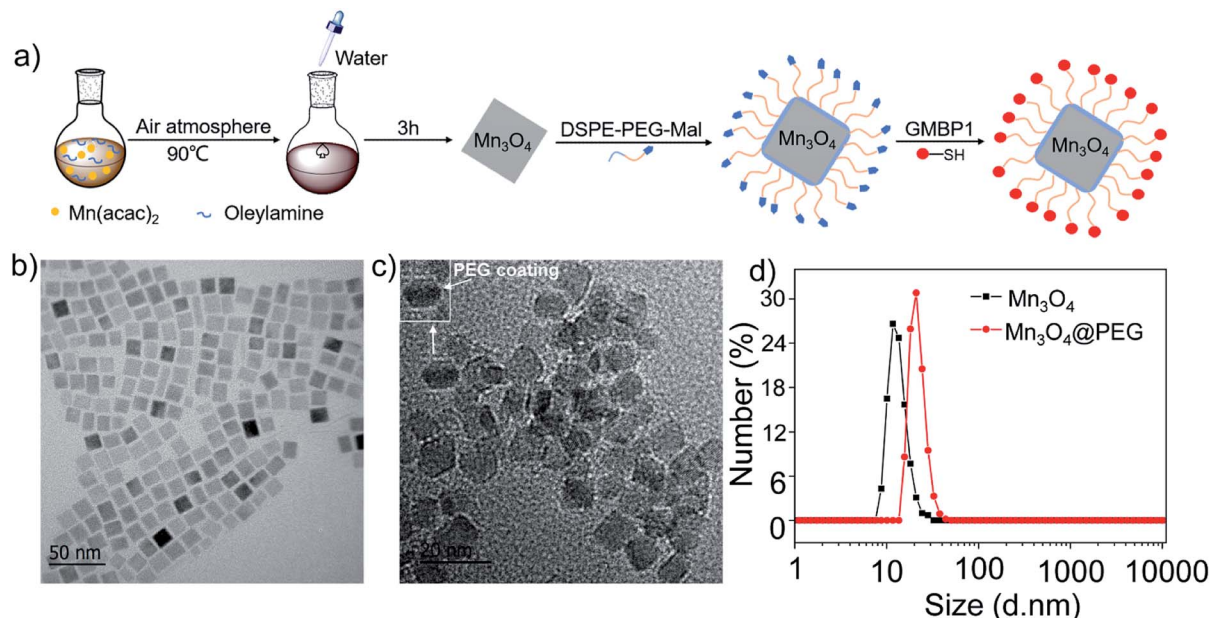 a)
Water
Air atmosphere
90℃
3h
Mn₃O₄
DSPE-PEG-Mal
Mn₃O₄
GMBP1
SH
Mn₃O₄
Mn(acac)₂
Oleylamine
b)
50 nm
c)
PEG coating
20 nm
d)
30
24
18
12
6
0
Number (%)
Mn₃O₄
Mn₃O₄@PEG
1
10
100
1000
10000
Size (d.nm)